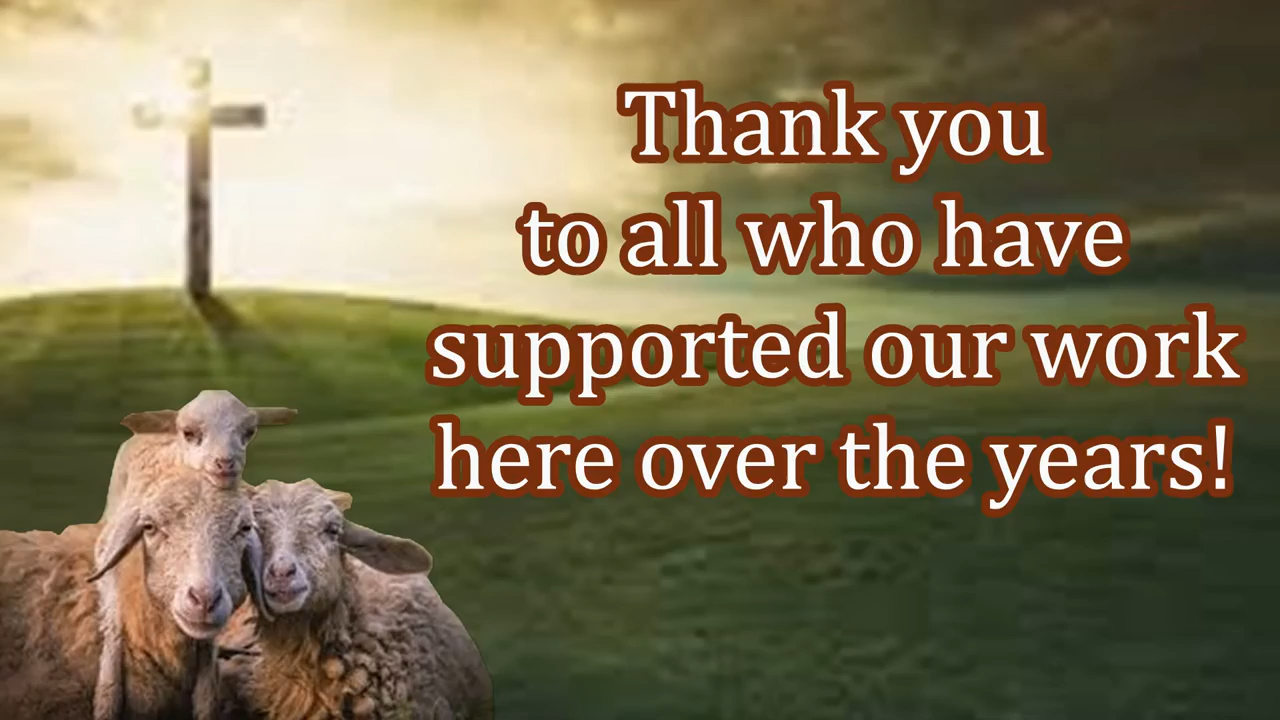 Thank you
to all who have
supported our work
here over the years!